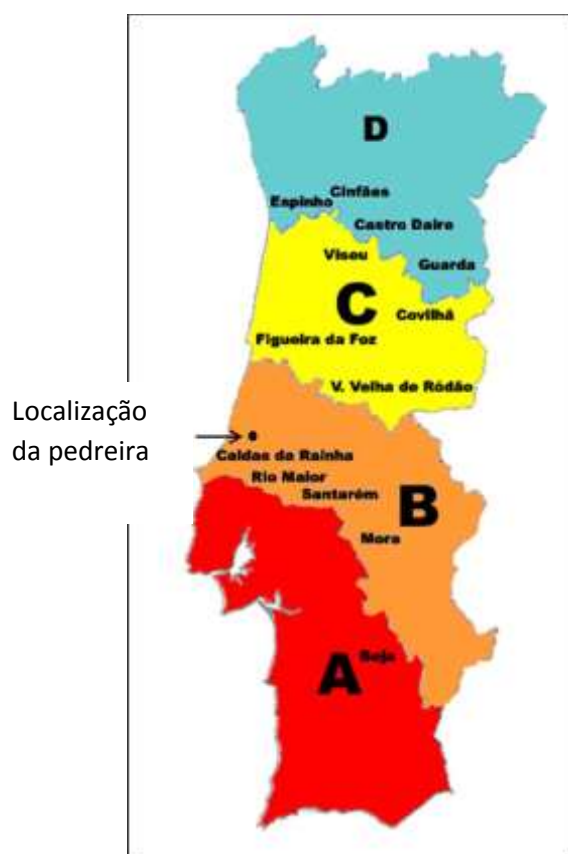 D
Cinfães
Espinho
Castro Daire
Viseu
Guarda
C
Covilhã
Figueira da Foz
V. Velha de Ródão
Localização
da pedreira
Caldas da Rainha
Rio Maior
Santarém
B
Mora
A
Beja